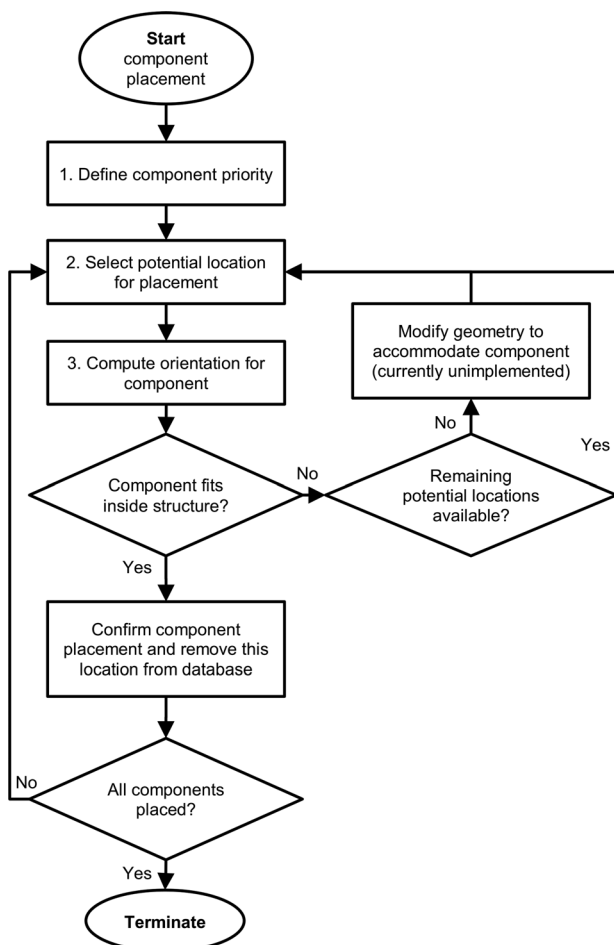 Start
component
placement
1. Define component priority
2. Select potential location
for placement
3. Compute orientation for
component
Modify geometry to
accommodate component
(currently unimplemented)
No
Yes
Component fits
inside structure?
No
Remaining
potential locations
available?
Yes
Confirm component
placement and remove this
location from database
No
All components
placed?
Yes
Terminate